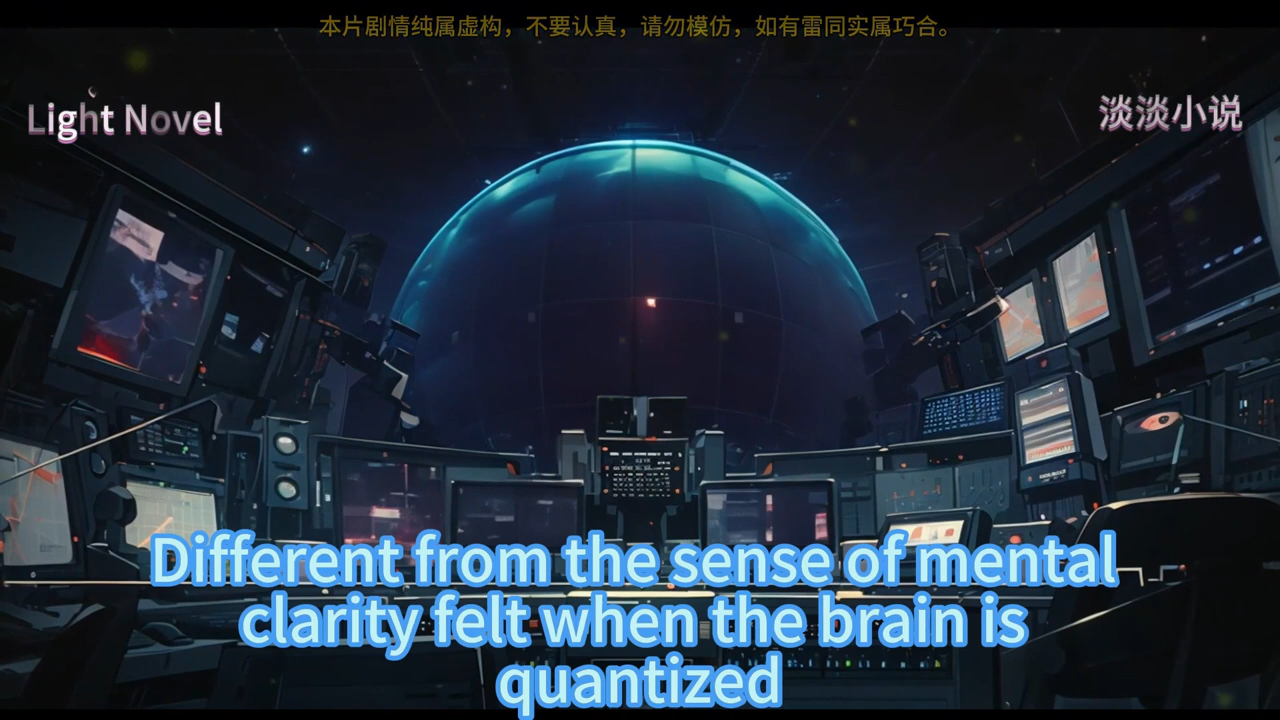 本片剧情纯属虚构，不要认真，请勿模仿，如有雷同实属巧合。
Light Novel
淡淡小说
Different from the sense of mental
clarity felt when the brain is
quantized